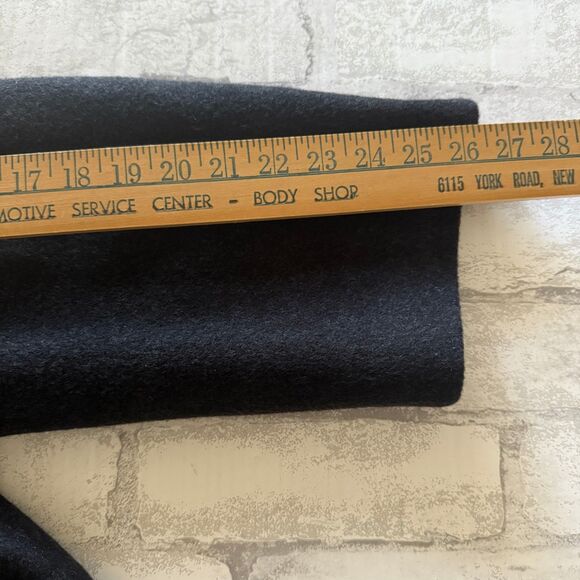 17 18 19 20 21 22 23 24 25 26 27 28
MOTIVE SERVICE CENTER - BODY SHOP 6115 YORK ROAD, NEW